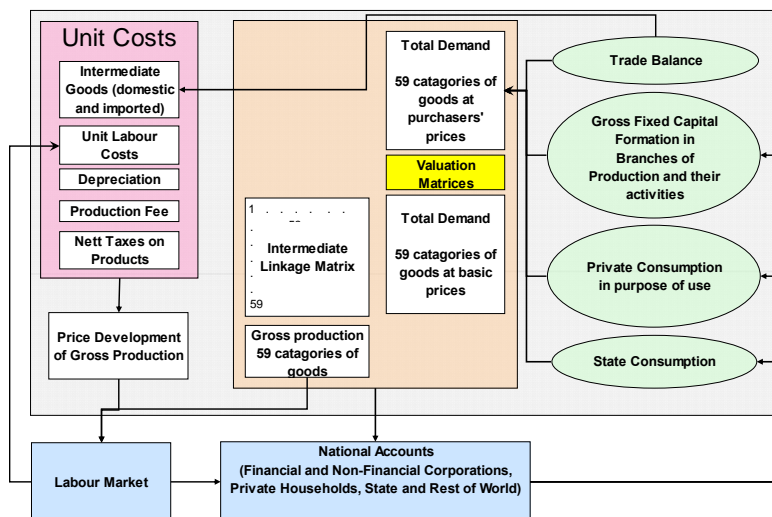 Unit Costs
Intermediate
Goods (domestic
and imported)
Unit Labour
Costs
Depreciation
Production Fee
Nett Taxes on
Products
Price Development
of Gross Production
Labour Market
Total Demand
59 catagories of
goods at
purchasers'
prices
Valuation
Matrices
Total Demand
59 catagories of
goods at basic
prices
1 . . . . . .
.
.
.
.
.
59
Intermediate
Linkage Matrix
Gross production
59 catagories of
goods
National Accounts
(Financial and Non-Financial Corporations,
Private Households, State and Rest of World)
Trade Balance
Gross Fixed Capital
Formation in
Branches of
Production and their
activities
Private Consumption
in purpose of use
State Consumption